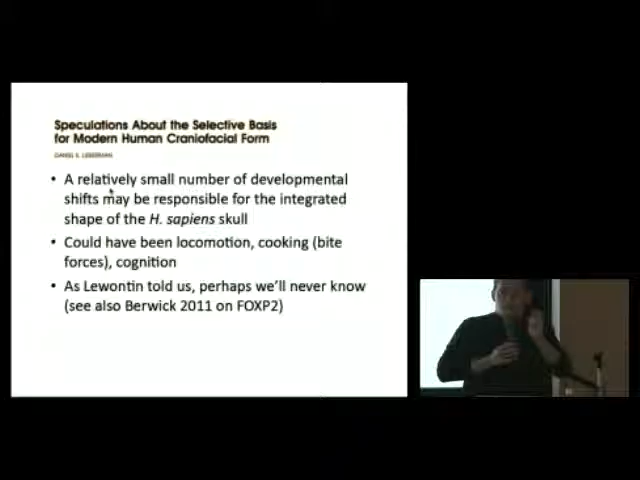 Speculations About the Selective Basis
for Modern Human Craniofacial Form
DANIEL E. LIEBERMAN
• A relatively small number of developmental
shifts may be responsible for the integrated
shape of the H. sapiens skull
• Could have been locomotion, cooking (bite
forces), cognition
• As Lewontin told us, perhaps we'll never know
(see also Berwick 2011 on FOXP2)